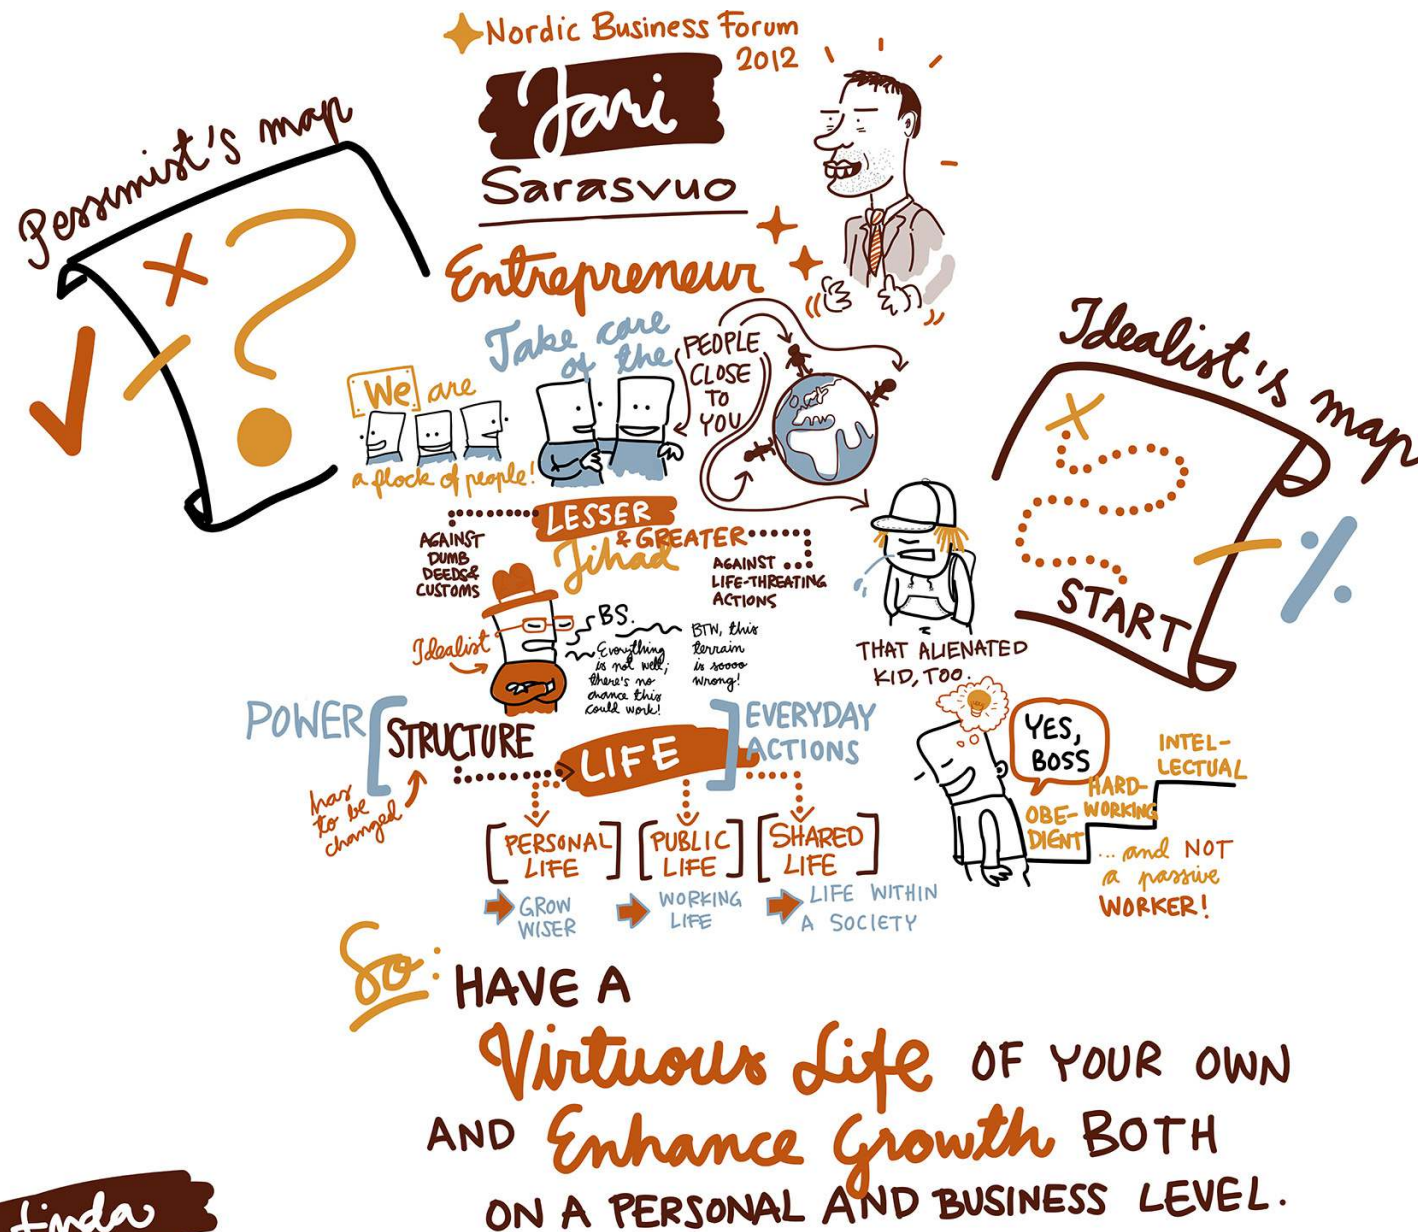 Nordic Business Forum
2012
Jari
Sarasvuo
Entrepreneur
Pessimist's map
Take care
of the
PEOPLE
CLOSE
TO
YOU
We are
a flock of people!
Idealist's map
START
LESSER
& GREATER
Jihad
AGAINST
DUMB
DEEDS &
CUSTOMS
AGAINST
LIFE-THREATING
ACTIONS
Idealist
BS.
Everything
is not well;
there's no
chance this
could work!
BTW, this
terrain
is soooo
wrong!
THAT ALIENATED
KID, TOO.
POWER
STRUCTURE
has
to be
changed
LIFE
EVERYDAY
ACTIONS
PERSONAL
LIFE
PUBLIC
LIFE
SHARED
LIFE
GROW
WISER
WORKING
LIFE
LIFE WITHIN
A SOCIETY
YES,
BOSS
OBE-
DIENT
HARD-
WORKING
INTEL-
LECTUAL
... and NOT
a passive
WORKER!
So: HAVE A
Virtuous Life OF YOUR OWN
AND Enhance Growth BOTH
ON A PERSONAL AND BUSINESS LEVEL.
Linda